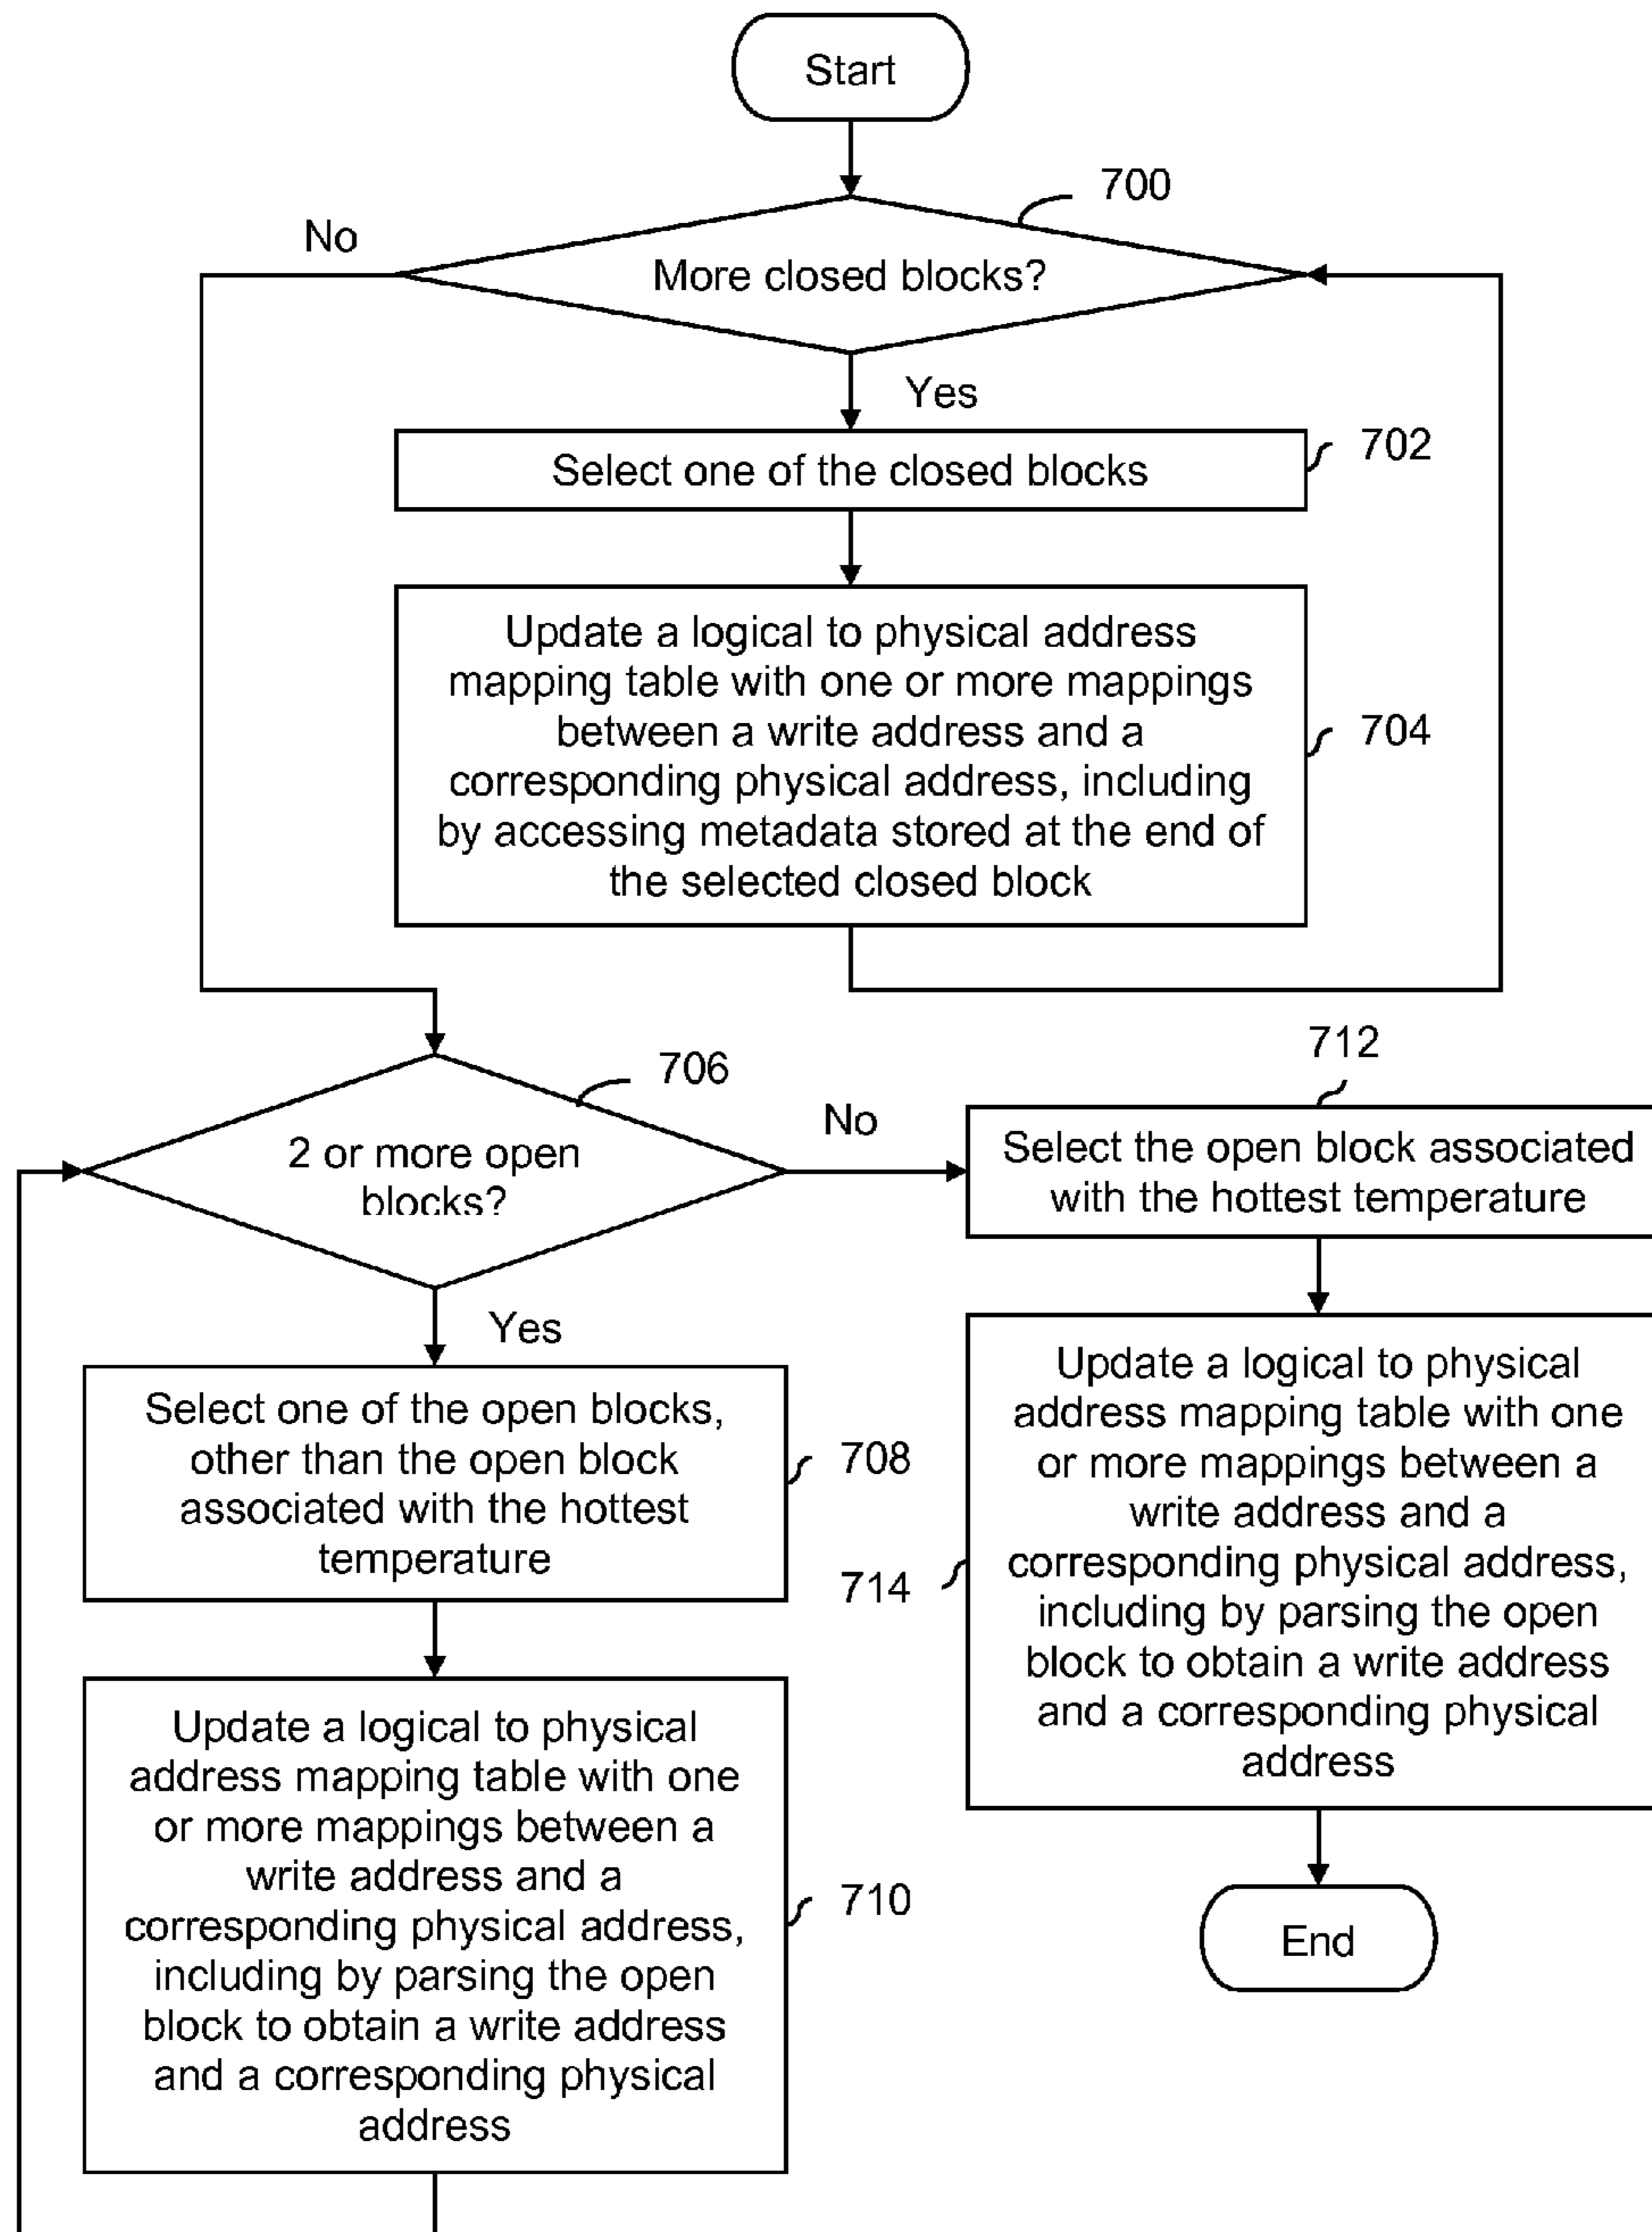 Start
700
No
More closed blocks?
Yes
702
Select one of the closed blocks
Update a logical to physical address
mapping table with one or more mappings
between a write address and a
corresponding physical address, including
by accessing metadata stored at the end of
the selected closed block
704
706
2 or more open
blocks?
No
712
Select the open block associated
with the hottest temperature
Yes
Select one of the open blocks,
other than the open block
associated with the hottest
temperature
708
Update a logical to physical
address mapping table with one
or more mappings between a
write address and a
corresponding physical address,
including by parsing the open
block to obtain a write address
and a corresponding physical
address
714
Update a logical to physical
address mapping table with one
or more mappings between a
write address and a
corresponding physical address,
including by parsing the open
block to obtain a write address
and a corresponding physical
address
710
End